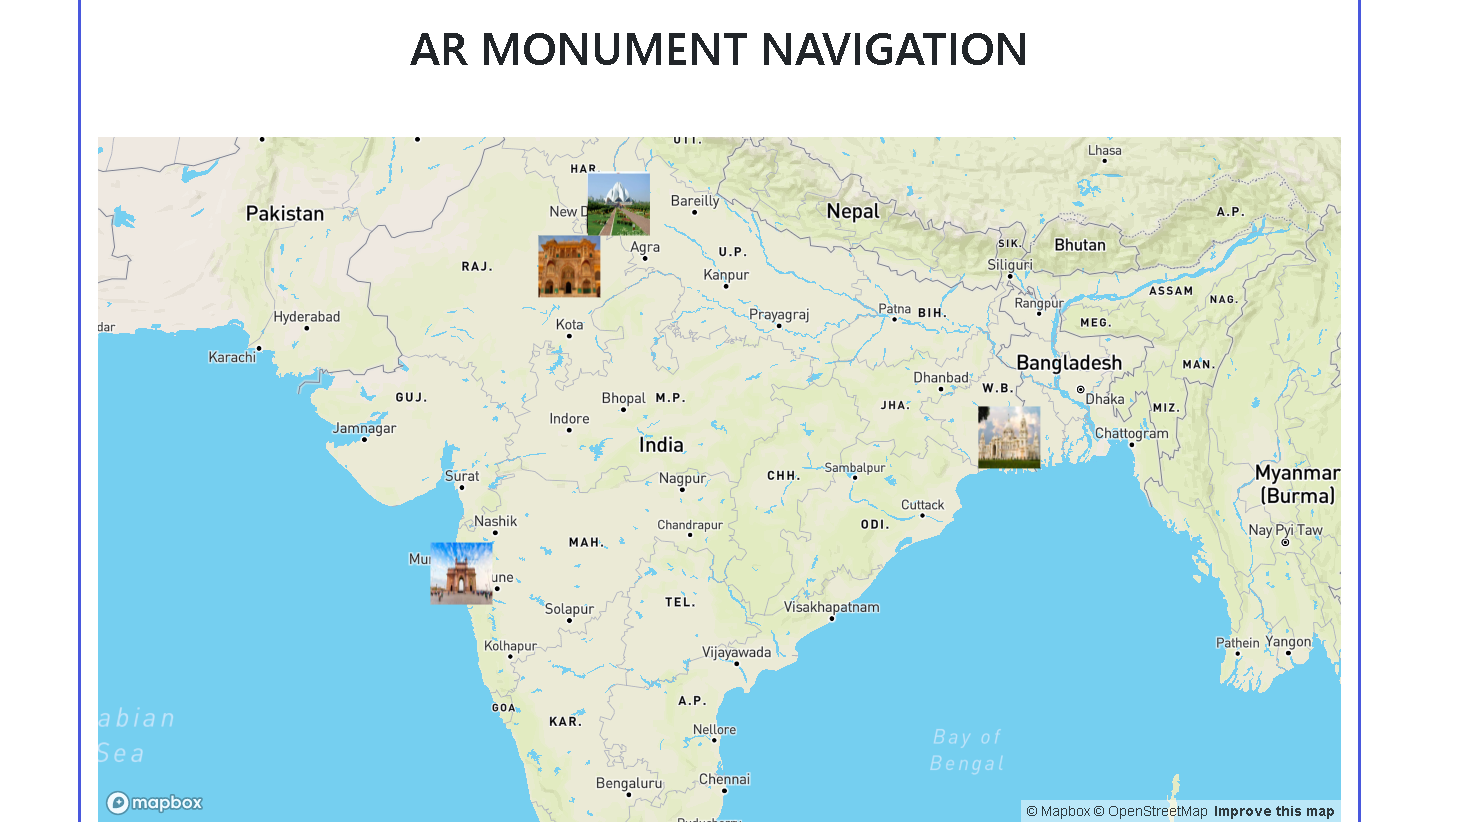 AR MONUMENT NAVIGATION
UTT.
Lhasa
HAR.
Pakistan
New D
Bareilly
Nepal
A.P.
Agra
U.P.
SIK.
Bhutan
RAJ.
Kanpur
Siliguri
ASSAM
NAG.
Hyderabad
Kota
Prayagraj
Patna
BIH.
Rangpur
MEG.
dar
Karachi
Bangladesh
MAN.
Dhanbad
W.B.
GUJ.
Bhopal
M.P.
JHA.
Dhaka
MIZ.
Jamnagar
Indore
India
Chattogram
Surat
Nagpur
CHH.
Sambalpur
Myanmar
(Burma)
Nashik
Chandrapur
Cuttack
ODI.
Nay Pyi Taw
MAH.
Mu
une
Solapur
TEL.
Visakhapatnam
Kolhapur
Vijayawada
Pathein
Yangon
GOA
KAR.
A.P.
Nellore
abian
Sea
Bay of
Bengal
Bengaluru
Chennai
mapbox
© Mapbox © OpenStreetMap Improve this map